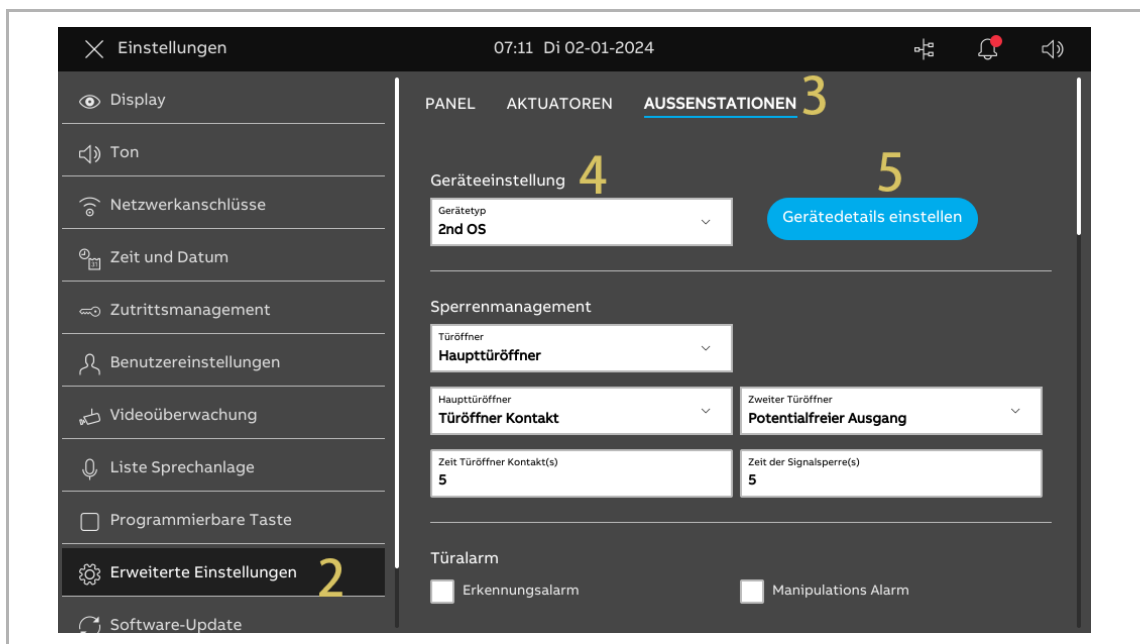 Einstellungen
07:11 Di 02-01-2024
Display
Ton
Netzwerkanschlüsse
Zeit und Datum
31
Zutrittsmanagement
Benutzereinstellungen
Videoüberwachung
Liste Sprechanlage
Programmierbare Taste
Erweiterte Einstellungen 2
Software-Update
PANEL AKTUATOREN AUSSENSTATIONEN 3
Geräteeinstellung 4
5
Gerätetyp
2nd OS
Gerätedetails einstellen
Sperrenmanagement
Türöffner
Haupttüröffner
Haupttüröffner
Türöffner Kontakt
Zweiter Türöffner
Potentialfreier Ausgang
Zeit Türöffner Kontakt(s)
5
Zeit der Signalsperre(s)
5
Türalarm
Erkennungsalarm
Manipulations Alarm